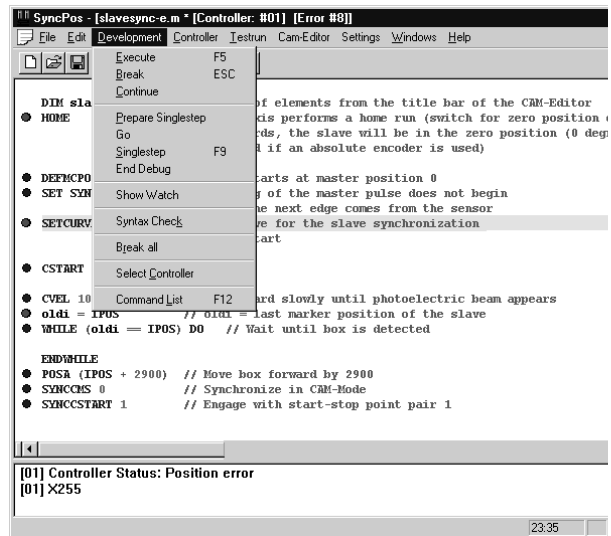 SyncPos - [slavesync-e.m * [Controller: #01] [Error #8]]
File Edit Development Controller Testrun Cam-Editor Settings Windows Help
Execute F5
Break ESC
Continue
Prepare Singlestep
Go
Singlestep F9
End Debug
Show Watch
Syntax Check
Break all
Select Controller
Command List F12
DIM sla of elements from the title bar of the CAM-Editor
HOME xis performs a home run (switch for zero position
rds, the slave will be in the zero position (0 degr
if an absolute encoder is used)
DEFMCPO tarts at master position 0
SET SYN g of the master pulse does not begin
he next edge comes from the sensor
SETCURV ve for the slave synchronization
tart
CSTART
CVEL 10 ard slowly until photoelectric beam appears
oldi = IPOS // oldi = last marker position of the slave
WHILE (oldi == IPOS) DO // Wait until box is detected
ENDWHILE
POSA (IPOS + 2900) // Move box forward by 2900
SYNCCMS 0 // Synchronize in CAM-Mode
SYNCCSTART 1 // Engage with start-stop point pair 1
[01] Controller Status: Position error
[01] X255
23:35